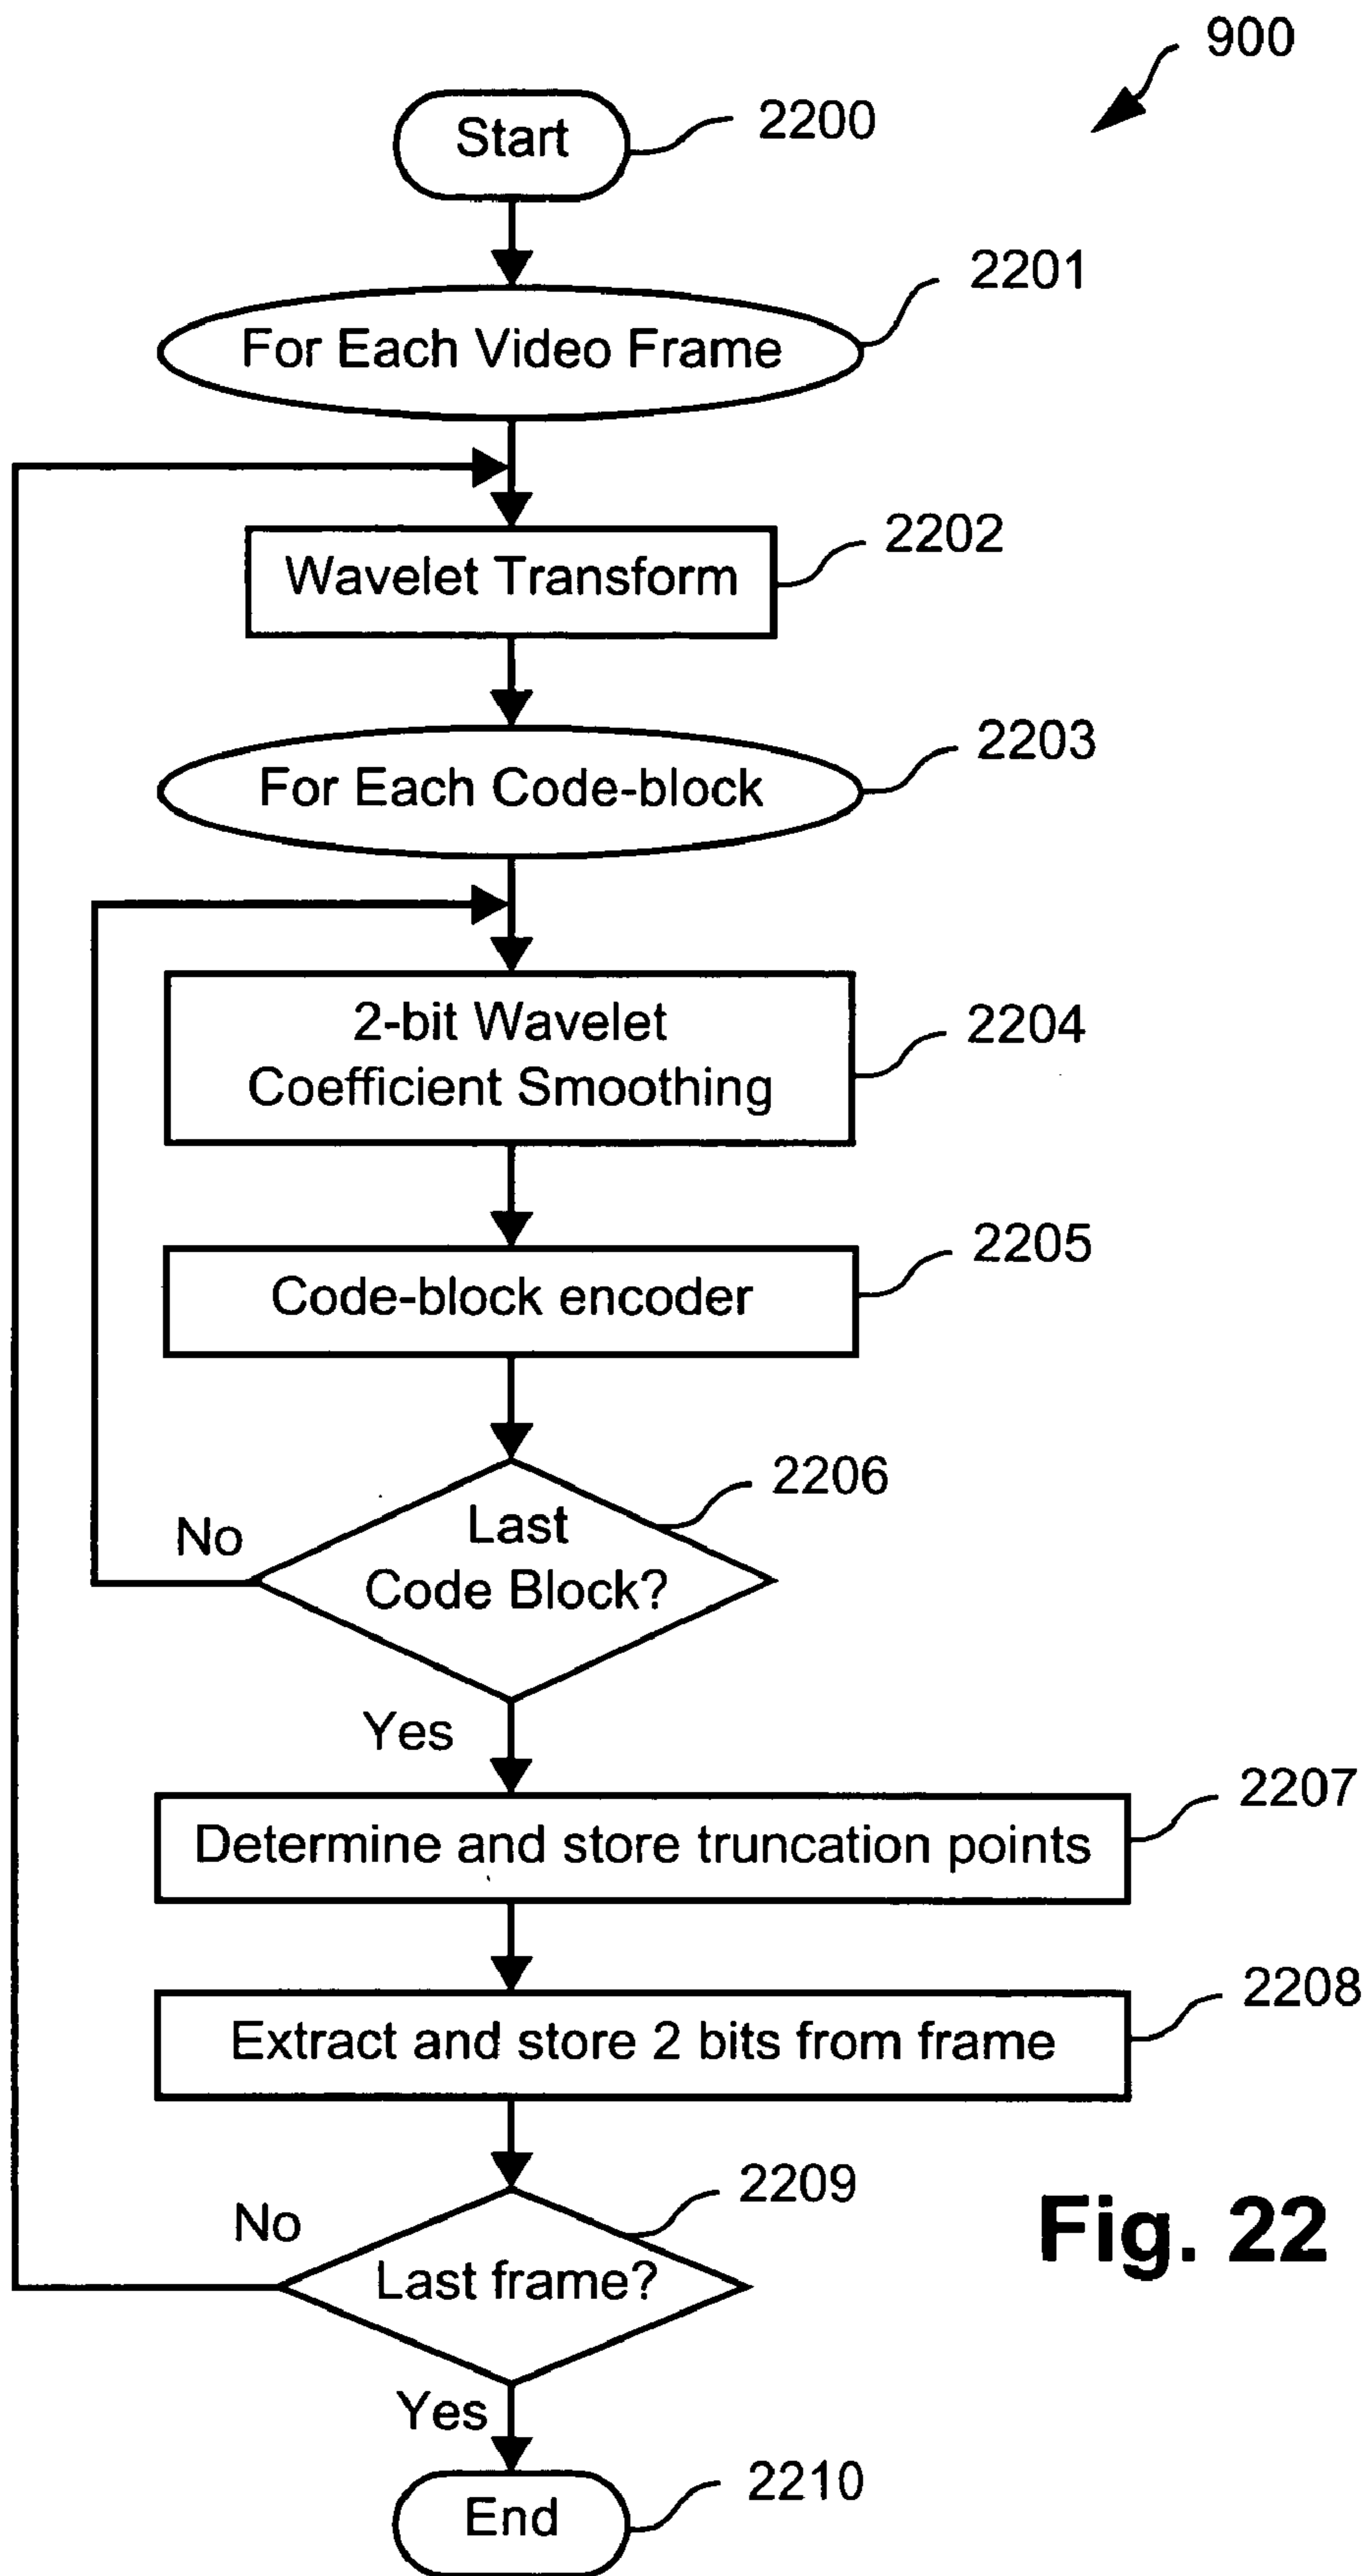 900
Start
2200
For Each Video Frame
2201
Wavelet Transform
2202
For Each Code-block
2203
2-bit Wavelet
Coefficient Smoothing
2204
Code-block encoder
2205
Last
Code Block?
2206
No
Yes
Determine and store truncation points
2207
Extract and store 2 bits from frame
2208
Last frame?
2209
No
Yes
End
2210
Fig. 22